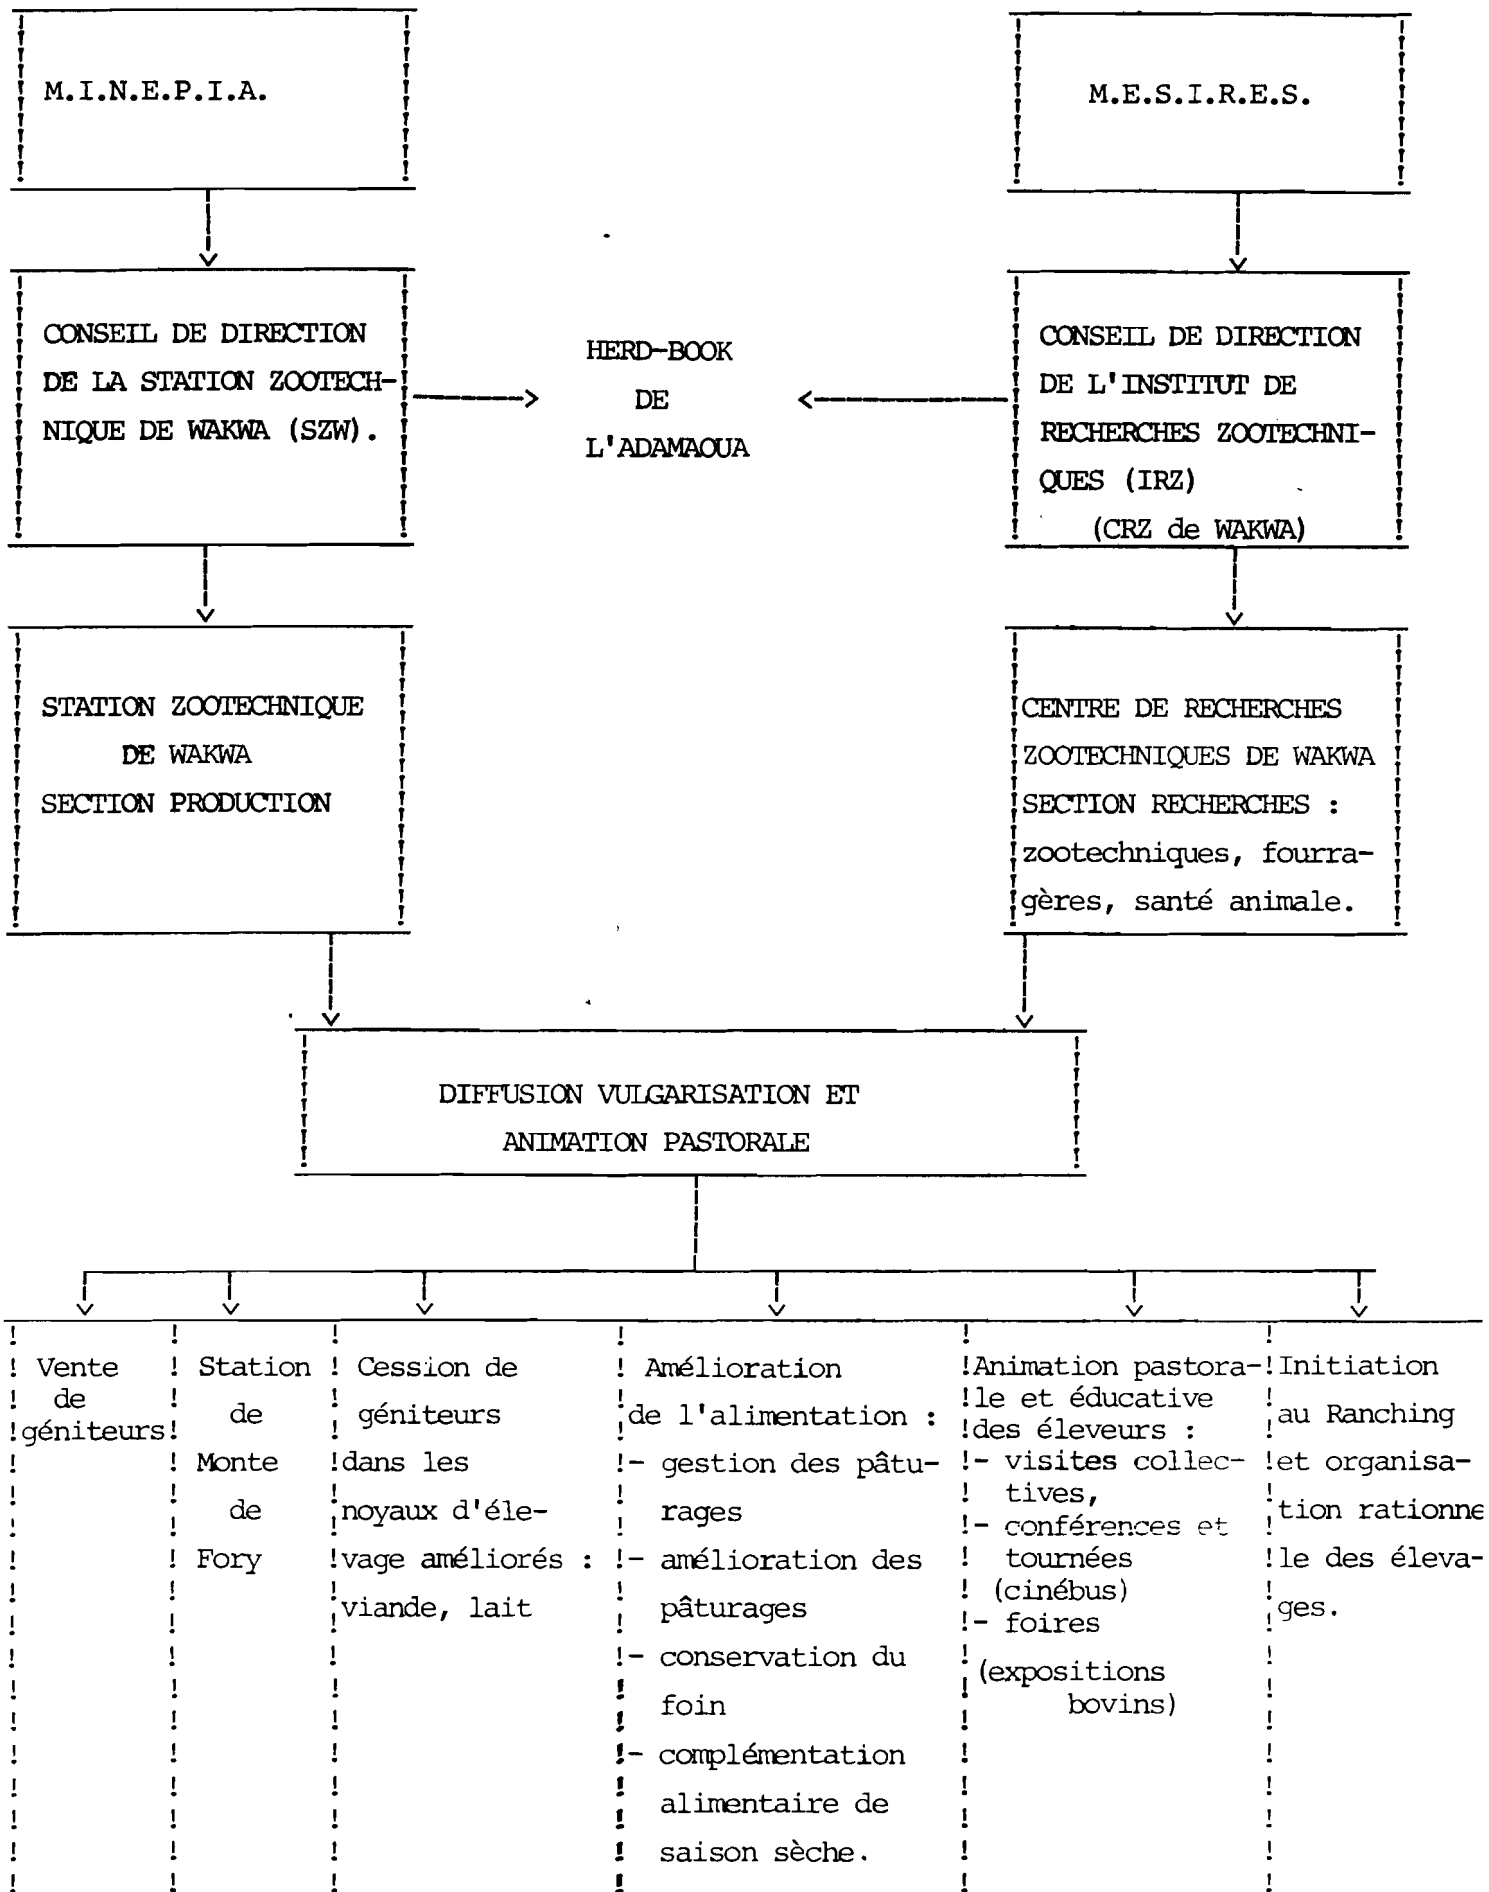 M.I.N.E.P.I.A.
M.E.S.I.R.E.S.
CONSEIL DE DIRECTION
DE LA STATION ZOOTECH-
NIQUE DE WAKWA (SZW).
HERD-BOOK
DE
L'ADAMAOUA
CONSEIL DE DIRECTION
DE L'INSTITUT DE
RECHERCHES ZOOTECHNI-
QUES (IRZ)
(CRZ de WAKWA)
STATION ZOOTECHNIQUE
DE WAKWA
SECTION PRODUCTION
CENTRE DE RECHERCHES
ZOOTECHNIQUES DE WAKWA
SECTION RECHERCHES :
zootechniques, fourra-
gères, santé animale.
DIFFUSION VULGARISATION ET
ANIMATION PASTORALE
Vente
de
géniteurs
Station
de
Monte
de
Fory
Cession de
géniteurs
dans les
noyaux d'éle-
vage améliorés :
viande, lait
Amélioration
de l'alimentation :
- gestion des pâtu-
rages
- amélioration des
pâturages
- conservation du
foin
- complémentation
alimentaire de
saison sèche.
Animation pastora-
le et éducative
des éleveurs :
- visites collec-
tives,
- conférences et
tournées
(cinébus)
- foires
(expositions
bovins)
Initiation
au Ranching
et organisa-
tion rationne
le des éleva-
ges.